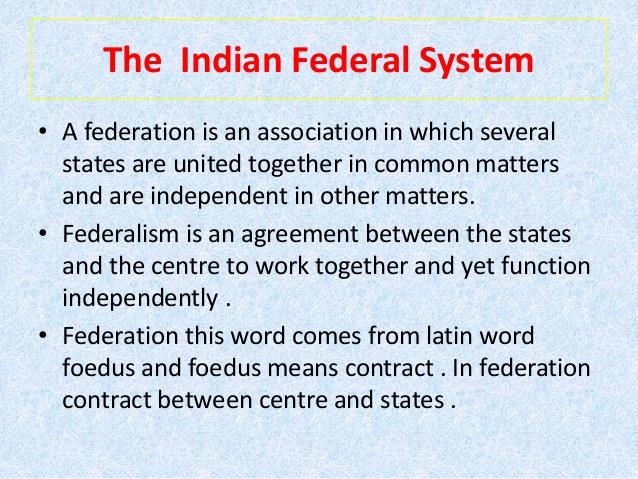 The  Indian Federal System
• A federation is an association in which several
states are united together in common matters
and are independent in other matters.
• Federalism is an agreement between the states
and the centre to work together and yet function
independently .
• Federation this word comes from latin word
foedus and foedus means contract . In federation
contract between centre and states .